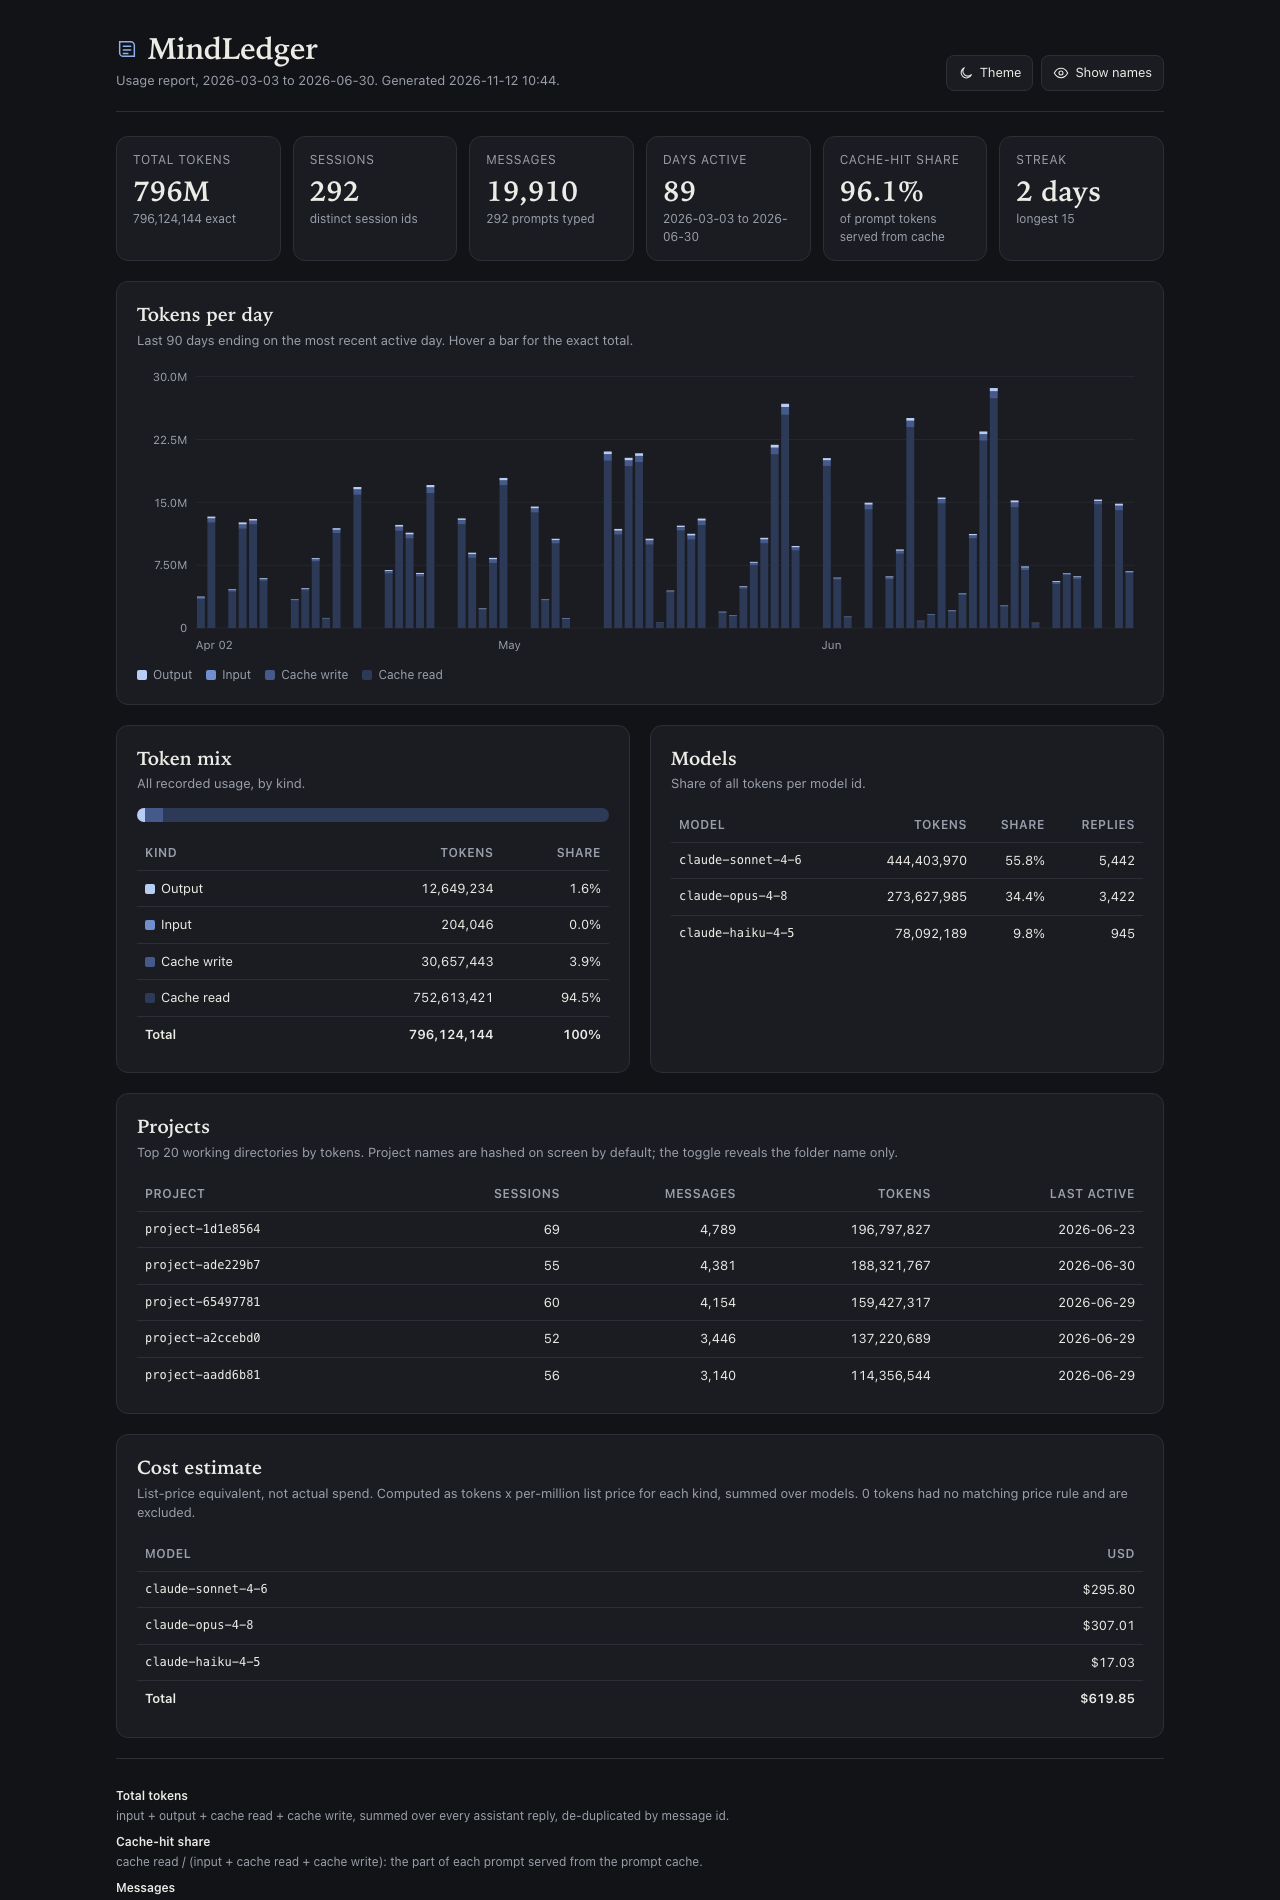 MindLedger
Usage report, 2026-03-03 to 2026-06-30. Generated 2026-11-12 10:44.
Theme
Show names
TOTAL TOKENS
796M
796,124,144 exact
SESSIONS
292
distinct session ids
MESSAGES
19,910
292 prompts typed
DAYS ACTIVE
89
2026-03-03 to 2026-
06-30
CACHE-HIT SHARE
96.1%
of prompt tokens
served from cache
STREAK
2 days
longest 15
Tokens per day
Last 90 days ending on the most recent active day. Hover a bar for the exact total.
30.0M
22.5M
15.0M
7.50M
0
Apr 02 May Jun
Output Input Cache write Cache read
Token mix
All recorded usage, by kind.
KIND TOKENS SHARE
Output 12,649,234 1.6%
Input 204,046 0.0%
Cache write 30,657,443 3.9%
Cache read 752,613,421 94.5%
Total 796,124,144 100%
Models
Share of all tokens per model id.
MODEL TOKENS SHARE REPLIES
claude-sonnet-4-6 444,403,970 55.8% 5,442
claude-opus-4-8 273,627,985 34.4% 3,422
claude-haiku-4-5 78,092,189 9.8% 945
Projects
Top 20 working directories by tokens. Project names are hashed on screen by default; the toggle reveals the folder name only.
PROJECT SESSIONS MESSAGES TOKENS LAST ACTIVE
project-1d1e8564 69 4,789 196,797,827 2026-06-23
project-ade229b7 55 4,381 188,321,767 2026-06-30
project-65497781 60 4,154 159,427,317 2026-06-29
project-a2ccebd0 52 3,446 137,220,689 2026-06-29
project-aadd6b81 56 3,140 114,356,544 2026-06-29
Cost estimate
List-price equivalent, not actual spend. Computed as tokens x per-million list price for each kind, summed over models. 0 tokens had no matching price rule and are
excluded.
MODEL USD
claude-sonnet-4-6 $295.80
claude-opus-4-8 $307.01
claude-haiku-4-5 $17.03
Total $619.85
Total tokens
input + output + cache read + cache write, summed over every assistant reply, de-duplicated by message id.
Cache-hit share
cache read / (input + cache read + cache write): the part of each prompt served from the prompt cache.
Messages